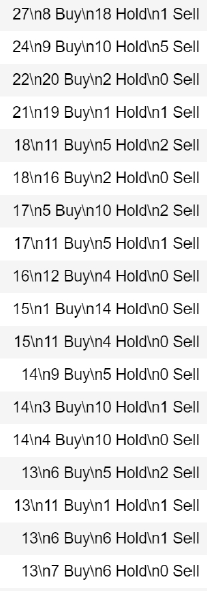 27\n8 Buy\n18 Hold\n1 Sell
24\n9 Buy\n10 Hold\n5 Sell
22\n20 Buy\n2 Hold\n0 Sell
21\n19 Buy\n1 Hold\n1 Sell
18\n11 Buy\n5 Hold\n2 Sell
18\n16 Buy\n2 Hold\n0 Sell
17\n5 Buy\n10 Hold\n2 Sell
17\n11 Buy\n5 Hold\n1 Sell
16\n12 Buy\n4 Hold\n0 Sell
15\n1 Buy\n14 Hold\n0 Sell
15\n11 Buy\n4 Hold\n0 Sell
14\n9 Buy\n5 Hold\n0 Sell
14\n3 Buy\n10 Hold\n1 Sell
14\n4 Buy\n10 Hold\n0 Sell
13\n6 Buy\n5 Hold\n2 Sell
13\n11 Buy\n1 Hold\n1 Sell
13\n6 Buy\n6 Hold\n1 Sell
13\n7 Buy\n6 Hold\n0 Sell